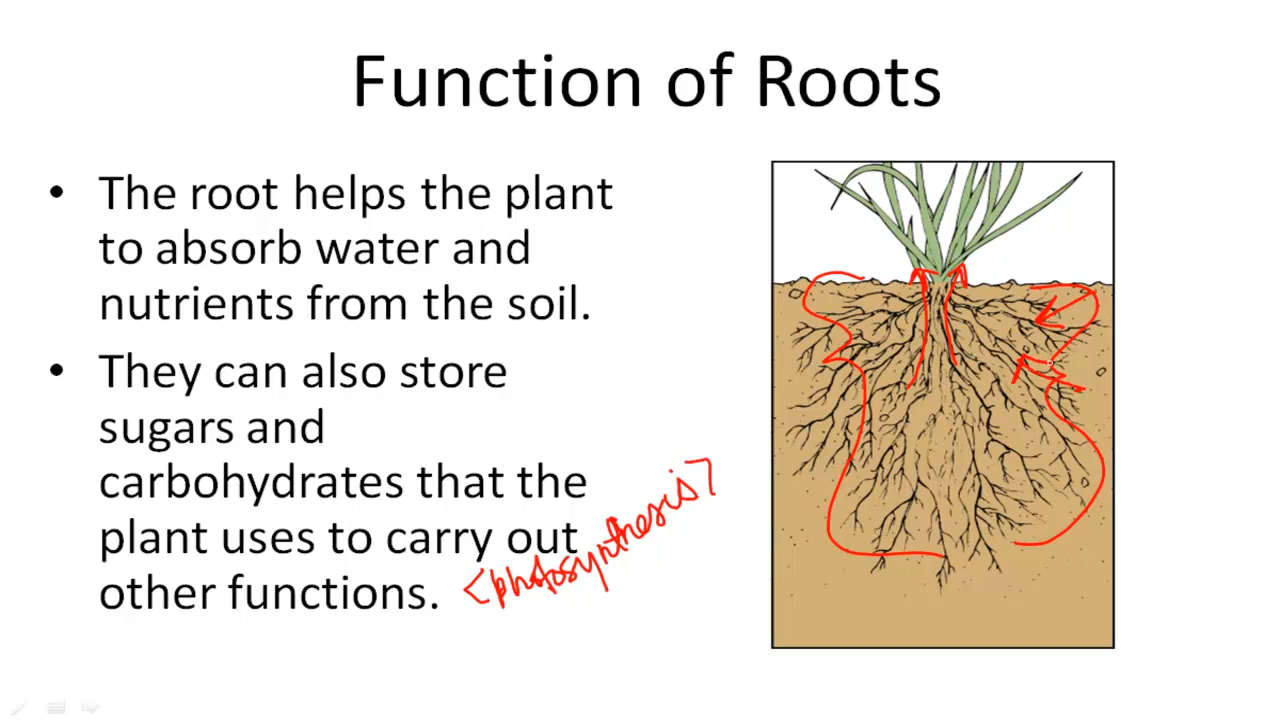 Function of Roots
• The root helps the plant
to absorb water and
nutrients from the soil.
• They can also store
sugars and
carbohydrates that the
plant uses to carry out
other functions.
<photosynthesis>